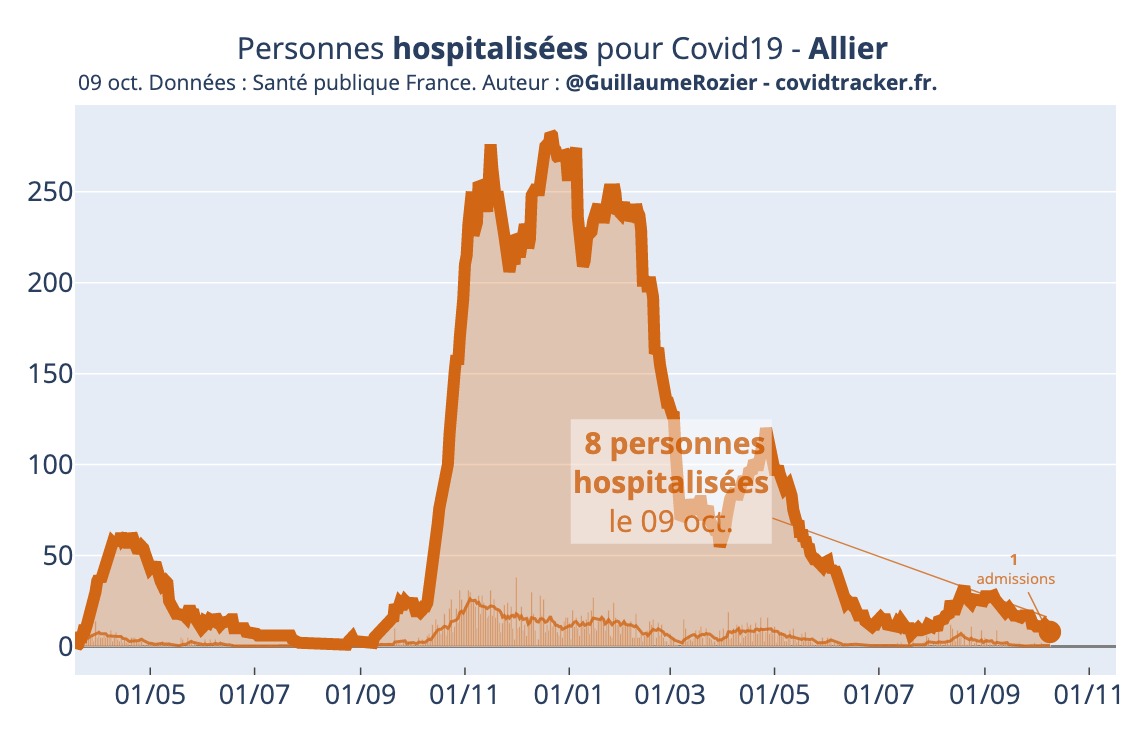 Personnes hospitalisées pour Covid19 - Allier
09 oct. Données : Santé publique France. Auteur : @GuillaumeRozier - covidtracker.fr.
250
200
150
100
50
0
8 personnes
hospitalisées
le 09 oct.
1
admissions
01/05 01/07 01/09 01/11 01/01 01/03 01/05 01/07 01/09 01/11